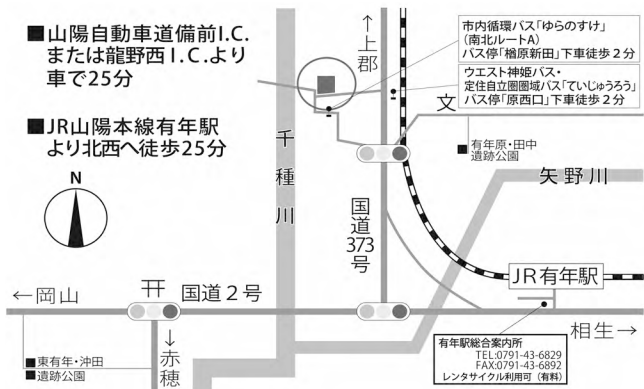 ■山陽自動車道備前I.C.
または龍野西I.C.より
車で25分
■JR山陽本線有年駅
より北西へ徒歩25分
N
↑上郡
市内循環バス「ゆらのすけ」
(南北ルートA)
バス停「楢原新田」下車徒歩2分
ウエスト神姫バス・
定住自立圏圏域バス「ていじゅうろう」
バス停「原西口」下車徒歩2分
文
■有年原・田中
遺跡公園
千種川
矢野川
国道373号
JR有年駅
←岡山
国道2号
↓赤穂
相生→
■東有年・沖田
■遺跡公園
有年駅総合案内所
TEL:0791-43-6829
FAX:0791-43-6892
レンタサイクル利用可（有料）